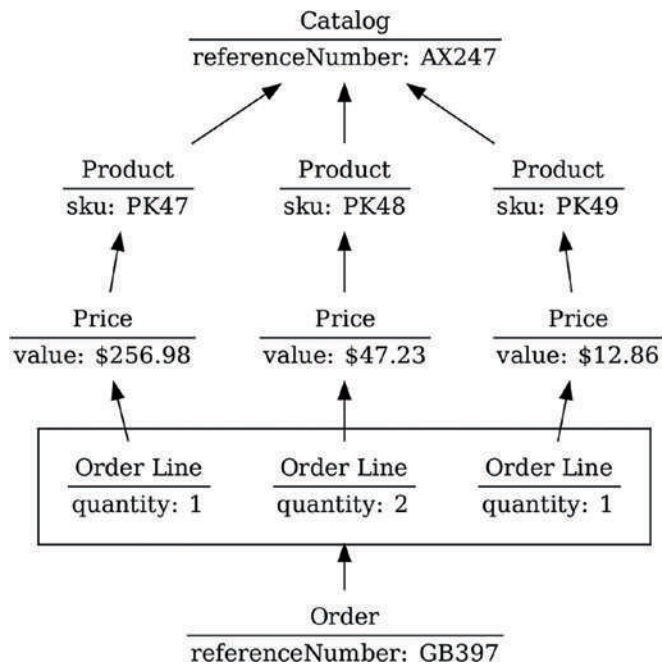 Catalog
referenceNumber: AX247
Product
sku: PK47
Product
sku: PK48
Product
sku: PK49
Price
value: $256.98
Price
value: $47.23
Price
value: $12.86
Order Line
quantity: 1
Order Line
quantity: 2
Order Line
quantity: 1
Order
referenceNumber: GB397